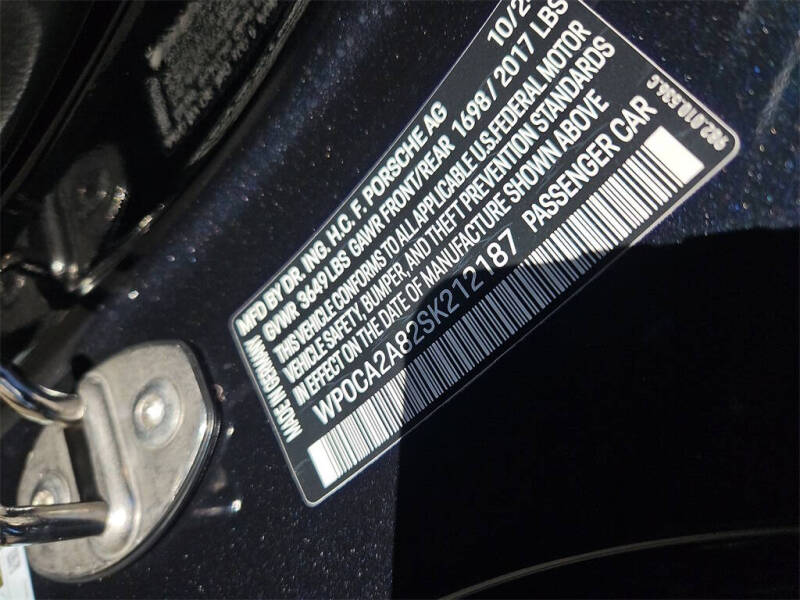 MFD BY DR. ING. H.C. F. PORSCHE AG
GVWR 3649 LBS GAWR FRONT/REAR 1698 / 2017 LBS
THIS VEHICLE CONFORMS TO ALL APPLICABLE U.S. FEDERAL MOTOR
VEHICLE SAFETY, BUMPER, AND THEFT PREVENTION STANDARDS
IN EFFECT ON THE DATE OF MANUFACTURE SHOWN ABOVE
WP0CA2A82SK212187 PASSENGER CAR
MADE IN GERMANY